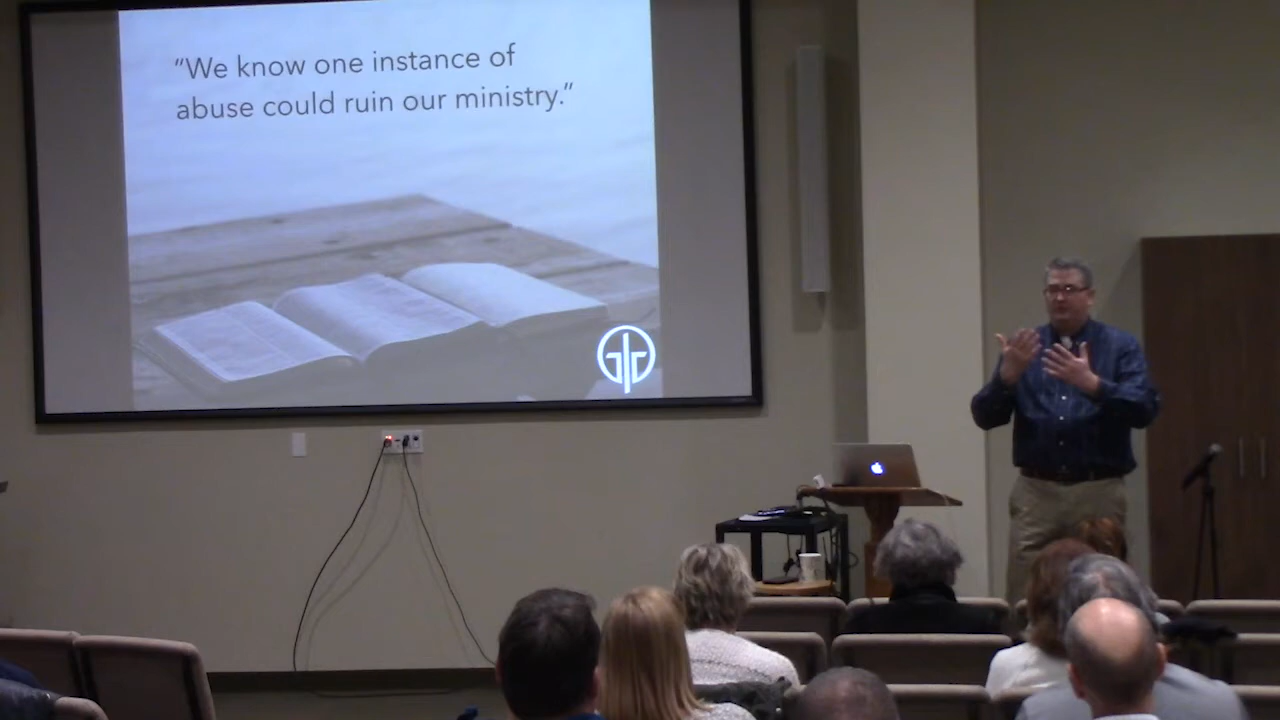 “We know one instance of
abuse could ruin our ministry.”